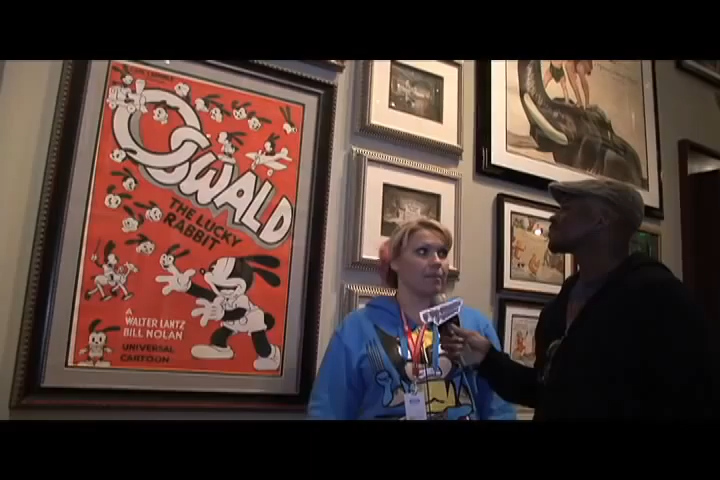 OSWALD
THE LUCKY
RABBIT
A
WALTER LANTZ
BILL NOLAN
UNIVERSAL
CARTOON